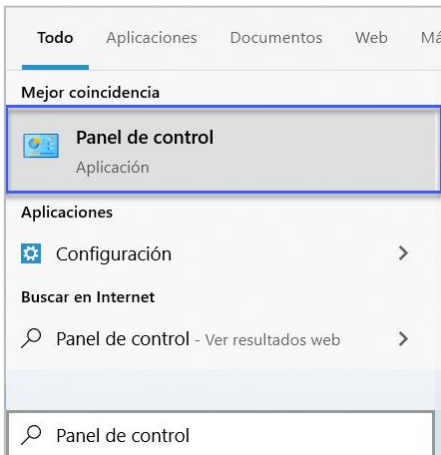 Todo Aplicaciones Documentos Web Má
Mejor coincidencia
Panel de control
Aplicación
Aplicaciones
Configuración
Buscar en Internet
Panel de control - Ver resultados web
Panel de control